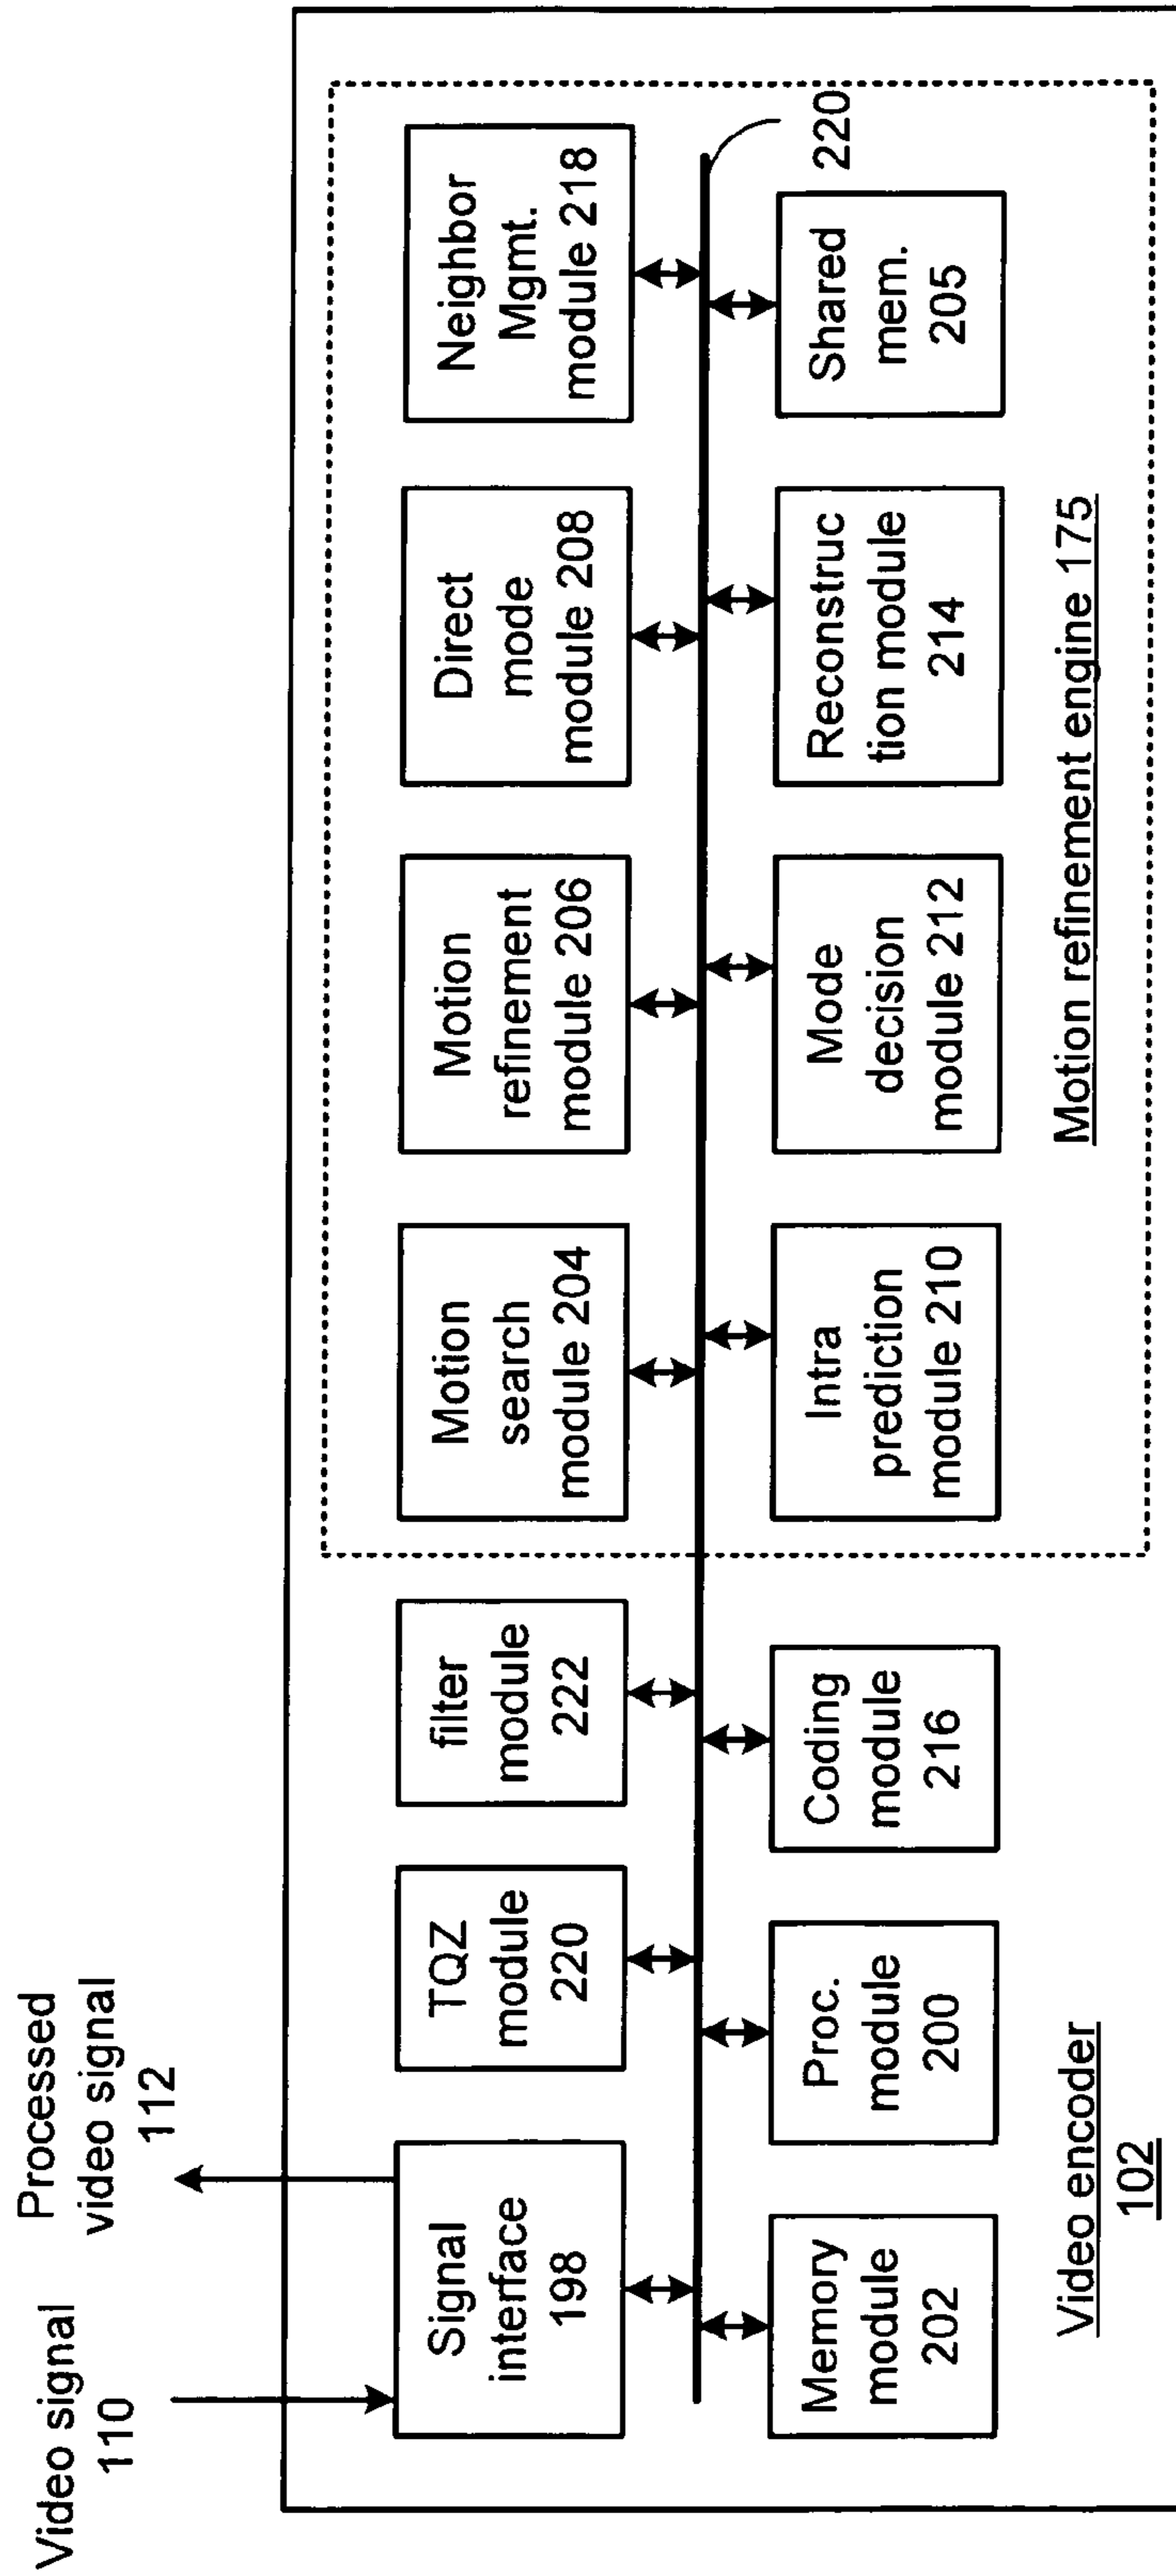 Video signal
110
Processed
video signal
112
Signal
interface
198
TQZ
module
220
filter
module
222
Motion
search
module 204
Motion
refinement
module 206
Direct
mode
module 208
Neighbor
Mgmt.
module 218
220
Memory
module
202
Proc.
module
200
Coding
module
216
Intra
prediction
module 210
Mode
decision
module 212
Reconstruc
tion module
214
Shared
mem.
205
Video encoder
102
Motion refinement engine 175